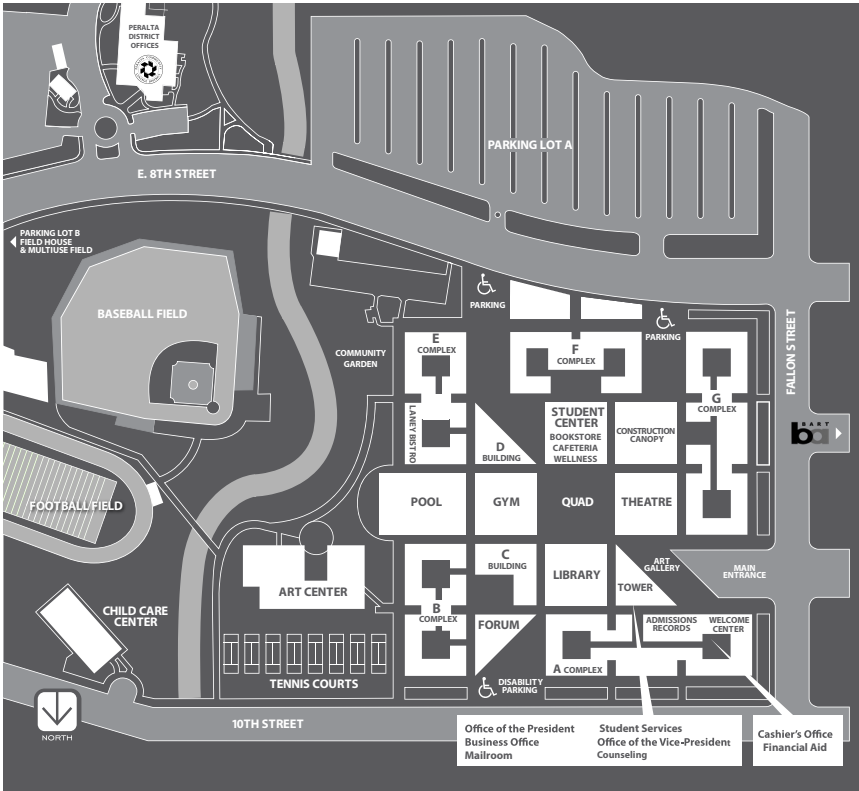 PERALTA
DISTRICT
OFFICES
PARKING LOT A
E. 8TH STREET
PARKING LOT B
FIELD HOUSE
& MULTIUSE FIELD
BASEBALL FIELD
PARKING
PARKING
FALLON STREET
COMMUNITY
GARDEN
E
COMPLEX
F
COMPLEX
G
COMPLEX
LANEY BISTRO
D
BUILDING
STUDENT
CENTER
BOOKSTORE
CAFETERIA
WELLNESS
CONSTRUCTION
CANOPY
BART
ba
FOOTBALL FIELD
POOL
GYM
QUAD
THEATRE
C
BUILDING
LIBRARY
TOWER
ART
GALLERY
MAIN
ENTRANCE
ART CENTER
CHILD CARE
CENTER
B
COMPLEX
FORUM
ADMISSIONS
RECORDS
WELCOME
CENTER
A COMPLEX
TENNIS COURTS
DISABILITY
PARKING
NORTH
10TH STREET
Office of the President
Business Office
Mailroom
Student Services
Office of the Vice-President
Counseling
Cashier's Office
Financial Aid